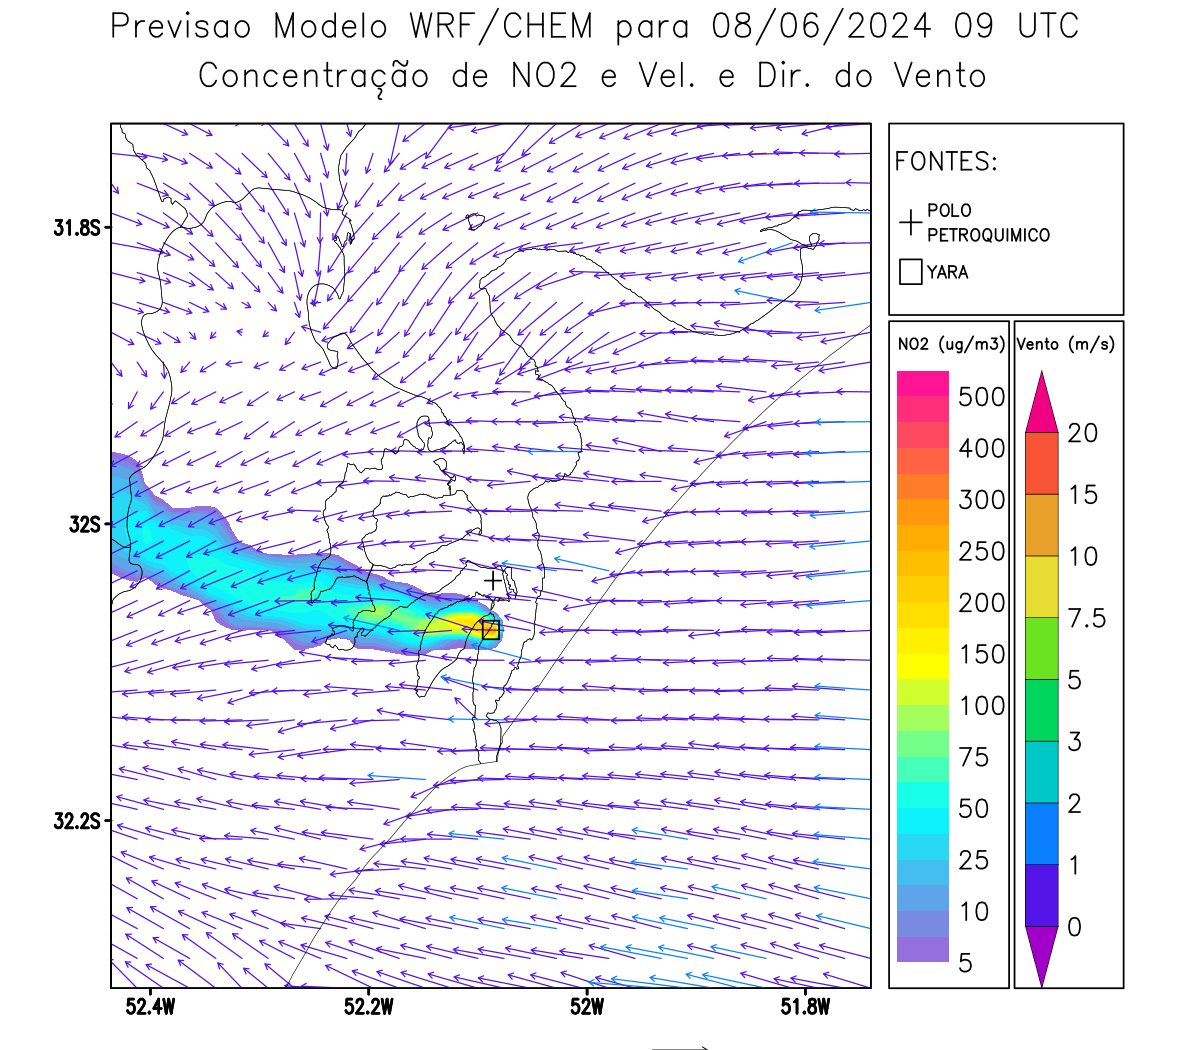 Previsao Modelo WRF/CHEM para 08/06/2024 09 UTC
Concentração de NO2 e Vel. e Dir. do Vento
FONTES:
POLO
PETROQUIMICO
YARA
NO2 (ug/m3)
500
400
300
250
200
150
100
75
50
25
10
5
Vento (m/s)
20
15
10
7.5
5
3
2
1
0
31.8S
32S
32.2S
52.4W
52.2W
52W
51.8W